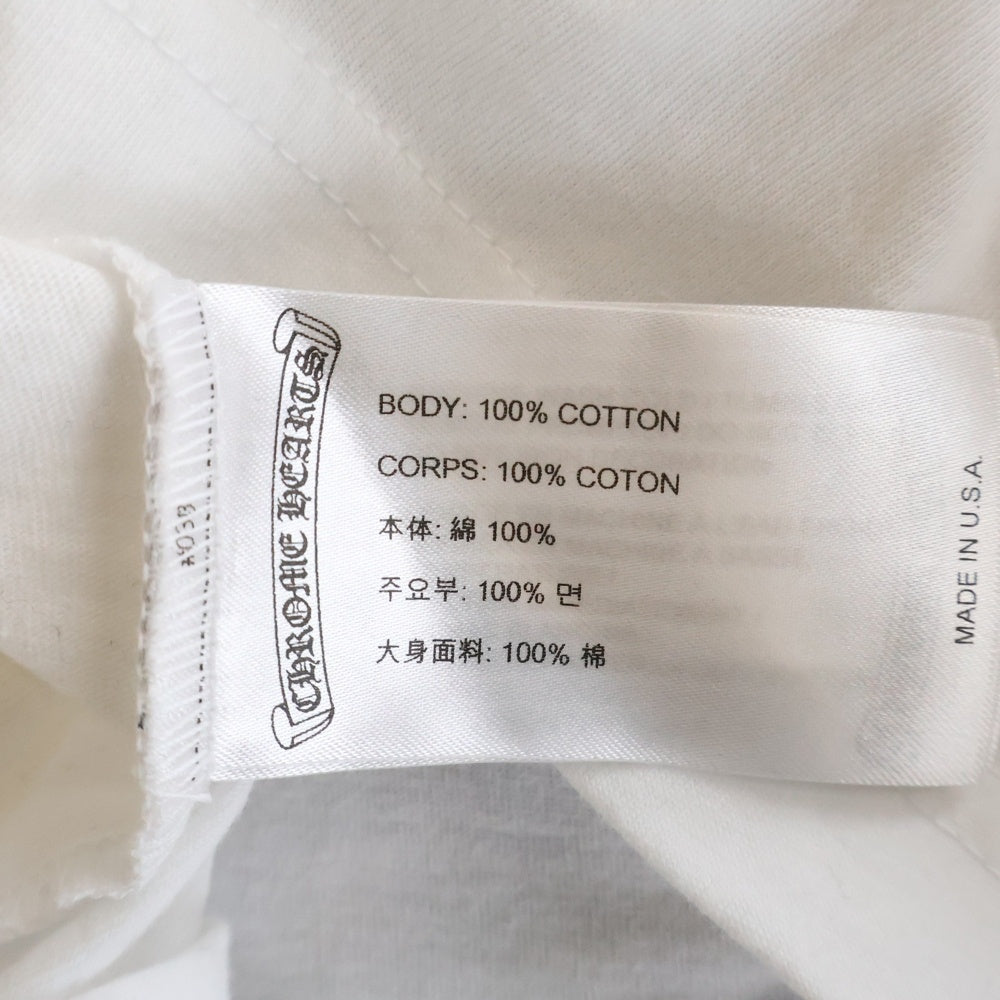 CHROME HEARTS
BODY: 100% COTTON
CORPS: 100% COTON
本体: 綿 100%
주요부: 100% 면
大身面料: 100% 棉
MADE IN U.S.A.